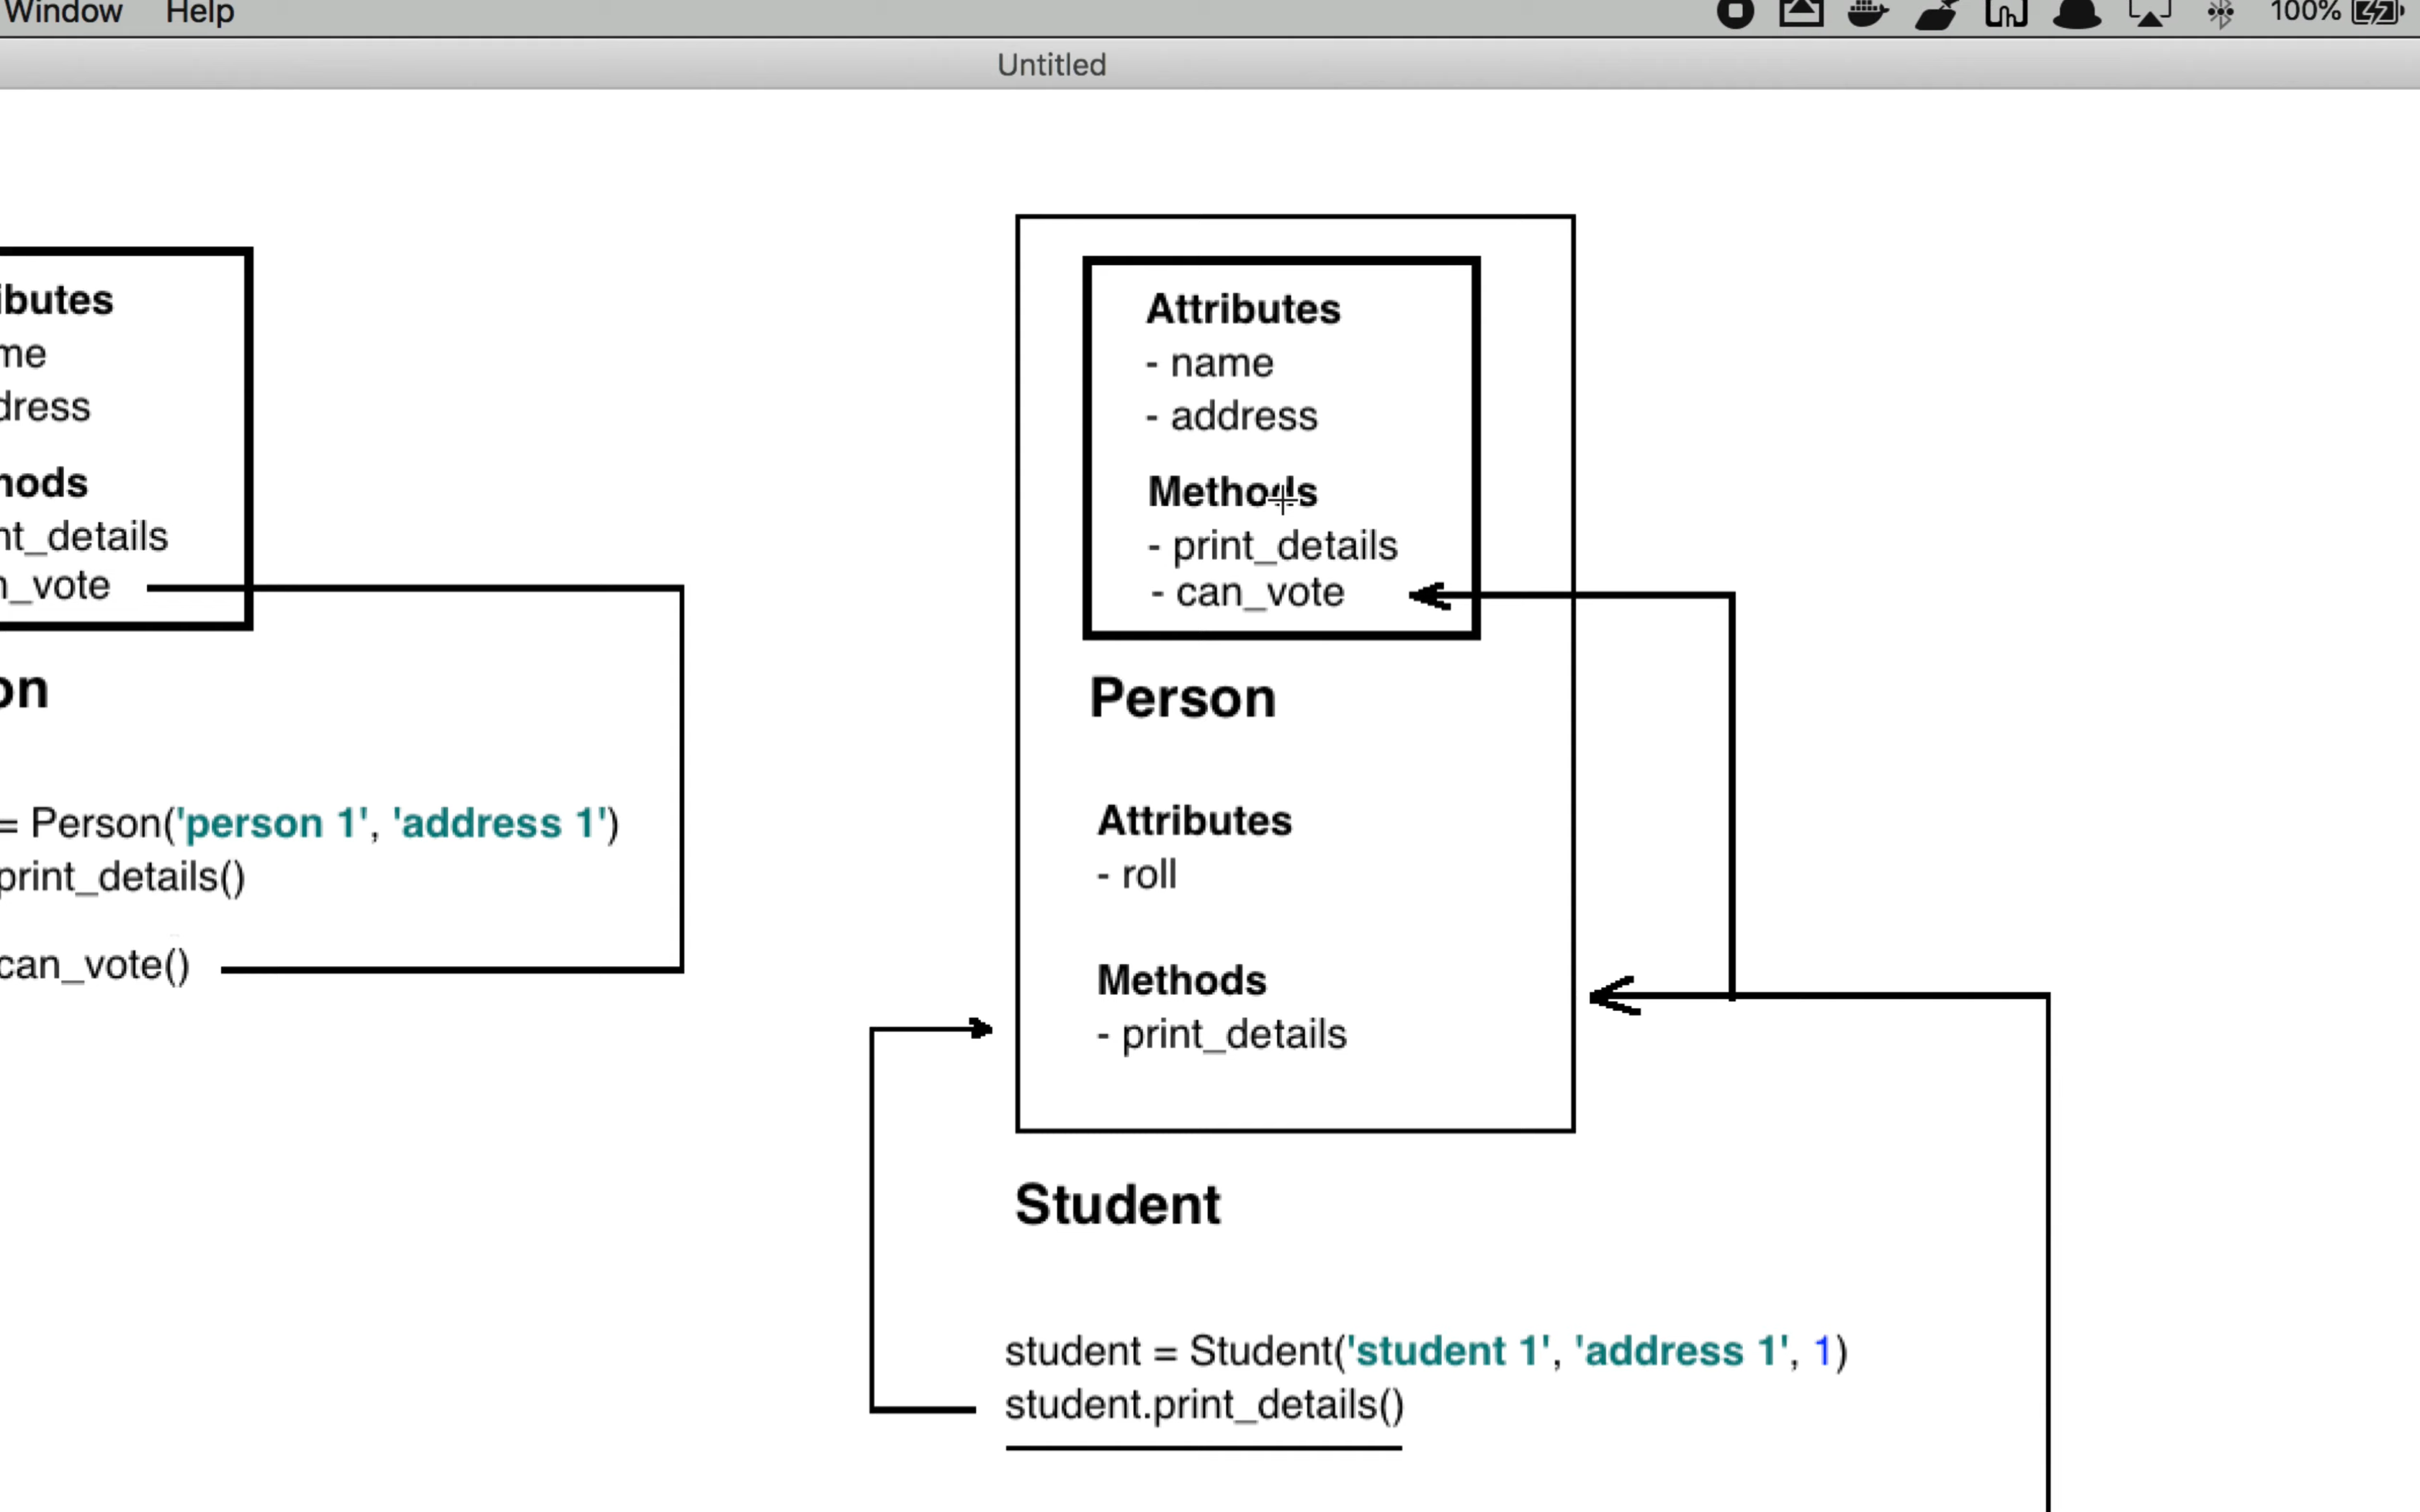 Window Help 100%
Untitled
ibutes
me
dress
hods
nt_details
n_vote
on
= Person('person 1', 'address 1')
print_details()
can_vote()
Attributes
- name
- address
Methods
- print_details
- can_vote
Person
Attributes
- roll
Methods
- print_details
Student
student = Student('student 1', 'address 1', 1)
student.print_details()